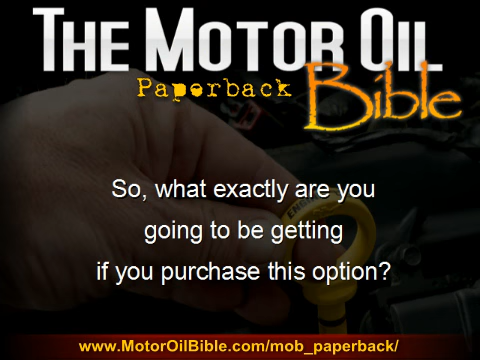 THE MOTOR OIL
Paperback Bible
So, what exactly are you
going to be getting
if you purchase this option?
www.MotorOilBible.com/mob_paperback/